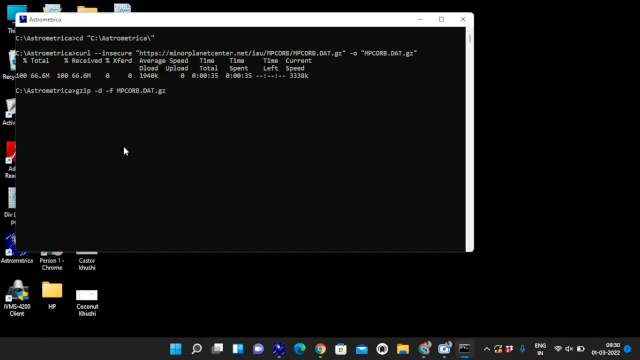 Astrometrica
C:\Astrometrica>cd "C:\Astrometrica\"
C:\Astrometrica>curl --insecure "https://minorplanetcenter.net/iau/MPCORB/MPCORB.DAT.gz" -o "MPCORB.DAT.gz"
% Total % Received % Xferd Average Speed Time Time Time Current
Dload Upload Total Spent Left Speed
100 66.6M 100 66.6M 0 0 1940k 0 0:00:35 0:00:35 --:--:-- 3338k
C:\Astrometrica>gzip -d -f MPCORB.DAT.gz
Astrometrica
Person 1 -
Chrome
Castor
khushi
iVMS-4200
Client
HP
Coconut
Khushi
ENG
IN
09:30
01-03-2022